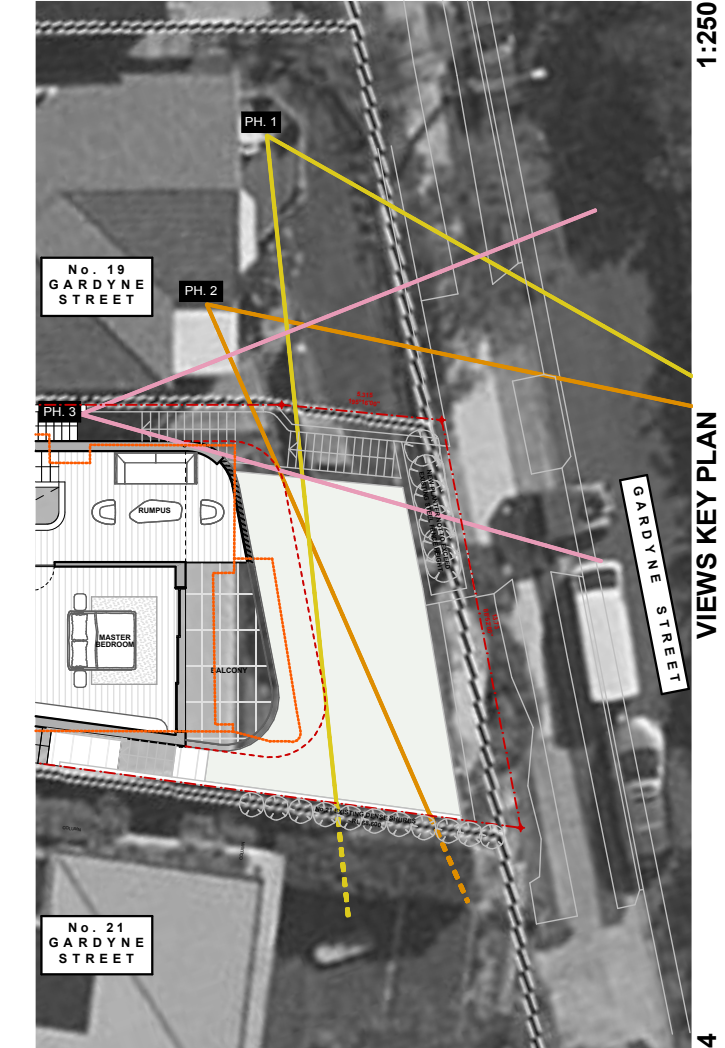 PH. 1
No. 19
GARDYNE
STREET
PH. 2
PH. 3
RUMPUS
MASTER
BEDROOM
BALCONY
No. 21
GARDYNE
STREET
GARDYNE STREET
1:250
VIEWS KEY PLAN
4